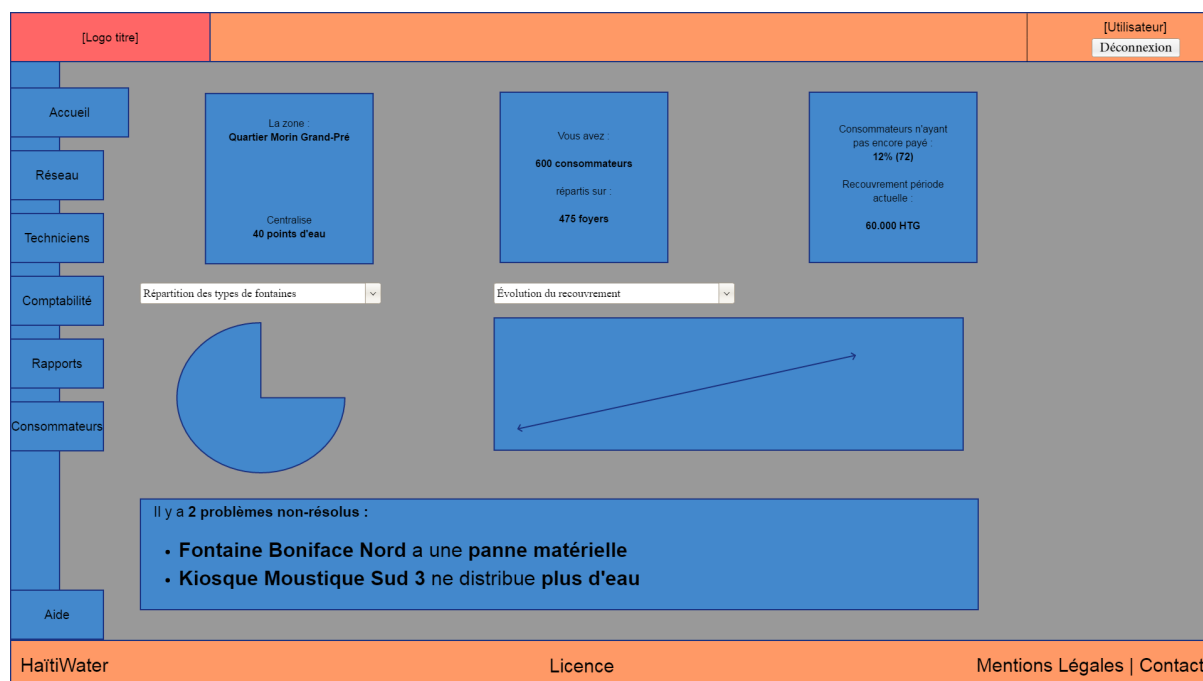 [Logo titre]
[Utilisateur]
Déconnexion
Accueil
Réseau
Techniciens
Comptabilité
Rapports
Consommateurs
Aide
La zone :
Quartier Morin Grand-Pré
Centralise
40 points d'eau
Vous avez :
600 consommateurs
répartis sur :
475 foyers
Consommateurs n'ayant
pas encore payé :
12% (72)
Recouvrement période
actuelle :
60.000 HTG
Répartition des types de fontaines
Évolution du recouvrement
Il y a 2 problèmes non-résolus :
• Fontaine Boniface Nord a une panne matérielle
• Kiosque Moustique Sud 3 ne distribue plus d'eau
HaïtiWater
Licence
Mentions Légales | Contact